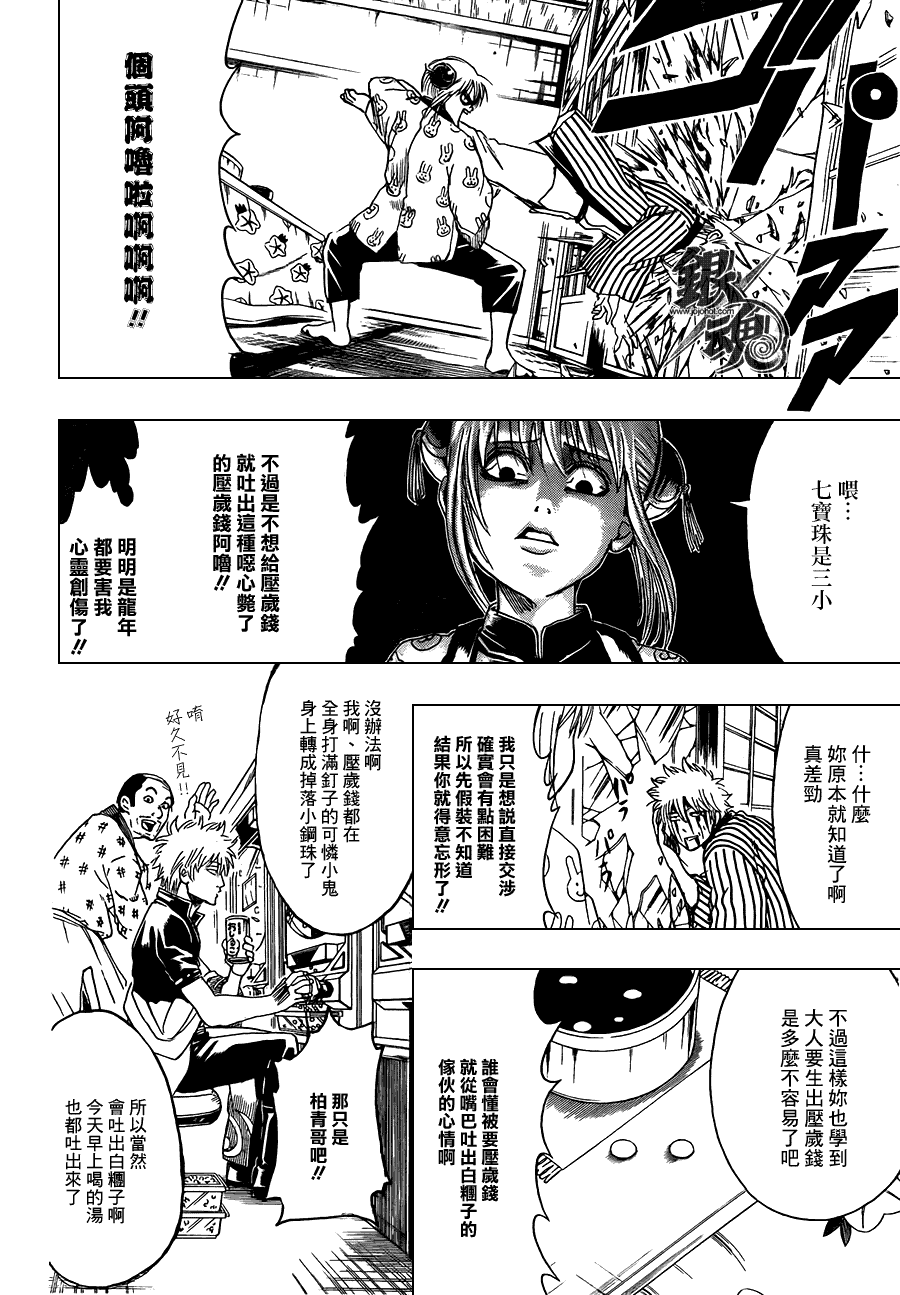 個頭阿嚕啦啊啊啊!!
銀魂
www.jojohot.com
喂…
七寶珠是三小
不過是不想給壓歲錢
就吐出這種噁心斃了
的壓歲錢阿嚕!!
明明是龍年
都要害我
心靈創傷了!!
什…什麼
妳原本就知道了啊
真差勁
我只是想說直接交涉
確實會有點困難
所以先假裝不知道
結果你就得意忘形了!!
沒辦法啊
我啊、壓歲錢都在
全身打滿釘子的可憐小鬼
身上轉成掉落小鋼珠了
唷
好久不見!!
おしるこ
那只是
柏青哥吧!!
所以當然
會吐出白糰子啊
今天早上喝的湯
也都吐出來了
不過這樣妳也學到
大人要生出壓歲錢
是多麼不容易了吧
誰會懂被要壓歲錢
就從嘴巴吐出白糰子的
傢伙的心情啊